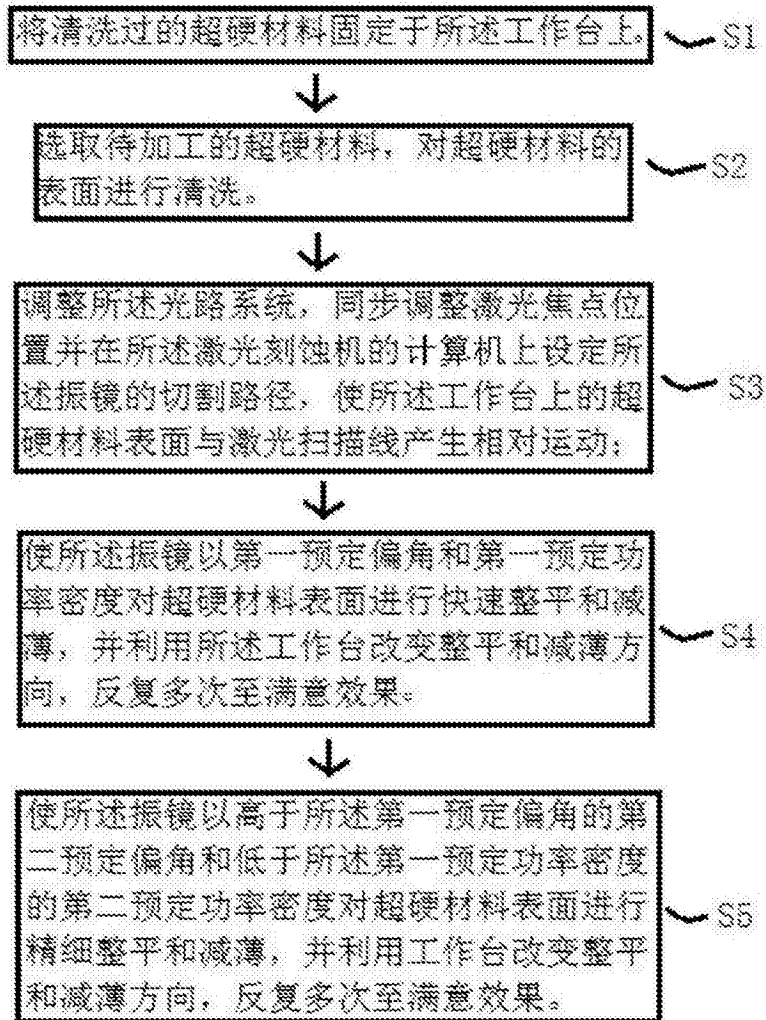 将清洗过的超硬材料固定于所述工作台上。
S1
选取待加工的超硬材料，对超硬材料的
表面进行清洗。
S2
调整所述光路系统，同步调整激光焦点位
置并在所述激光刻蚀机的计算机上设定所
述振镜的切割路径，使所述工作台上的超
硬材料表面与激光扫描线产生相对运动；
S3
使所述振镜以第一预定偏角和第一预定功
率密度对超硬材料表面进行快速整平和减
薄，并利用所述工作台改变整平和减薄方
向，反复多次至满意效果。
S4
使所述振镜以高于所述第一预定偏角的第
二预定偏角和低于所述第一预定功率密度
的第二预定功率密度对超硬材料表面进行
精细整平和减薄，并利用工作台改变整平
和减薄方向，反复多次至满意效果。
S5